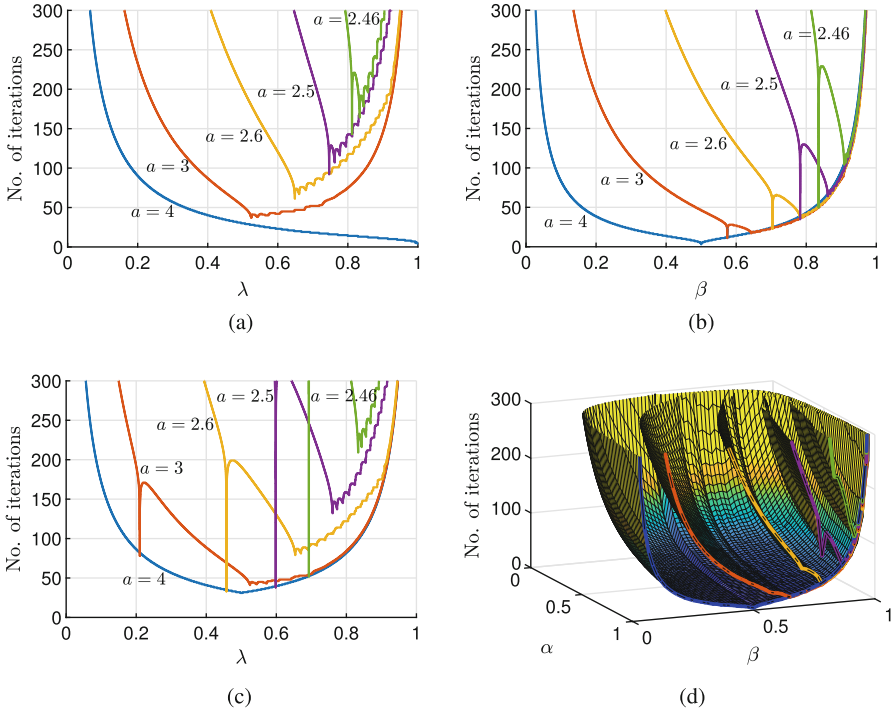 No. of iterations
300
250
200
150
100
50
0
a = 2.46
a = 2.5
a = 2.6
a = 3
a = 4
0 0.2 0.4 0.6 0.8 1
λ
(a)
No. of iterations
300
250
200
150
100
50
0
a = 2.46
a = 2.5
a = 2.6
a = 3
a = 4
0 0.2 0.4 0.6 0.8 1
β
(b)
No. of iterations
300
250
200
150
100
50
0
a = 2.5
a = 2.46
a = 2.6
a = 3
a = 4
0 0.2 0.4 0.6 0.8 1
λ
(c)
No. of iterations
300
200
100
0
0
0.5
1
α
0
0.5
1
β
(d)